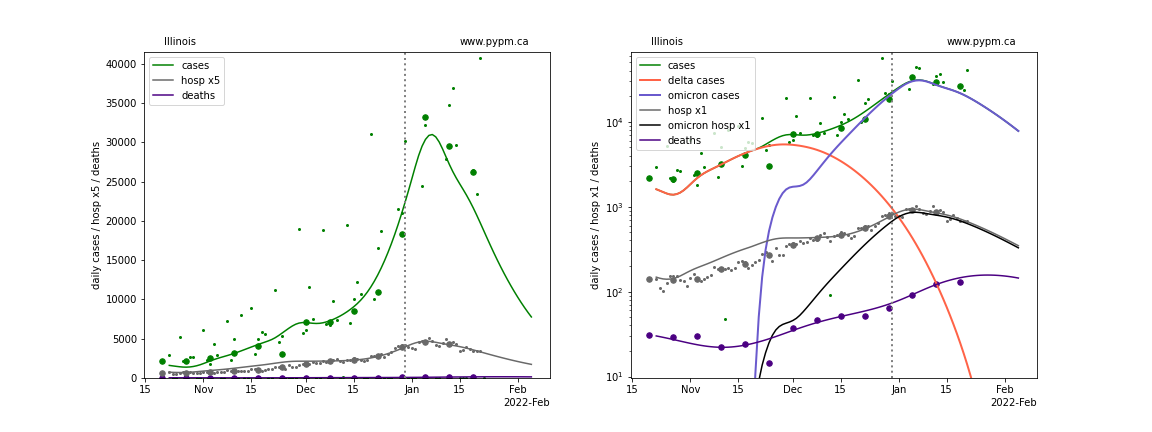 Illinois
www.pypm.ca
cases
hosp x5
deaths
daily cases / hosp x5 / deaths
40000
35000
30000
25000
20000
15000
10000
5000
0
15
Nov
15
Dec
15
Jan
15
Feb
2022-Feb
Illinois
www.pypm.ca
cases
delta cases
omicron cases
hosp x1
omicron hosp x1
deaths
daily cases / hosp x1 / deaths
10⁴
10³
10²
10¹
15
Nov
15
Dec
15
Jan
15
Feb
2022-Feb